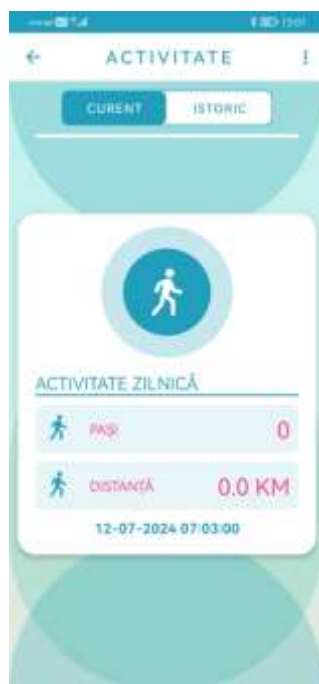 ACTIVITATE
CURENT ISTORIC
ACTIVITATE ZILNICĂ
PAȘI 0
DISTANȚĂ 0.0 KM
12-07-2024 07:03:00